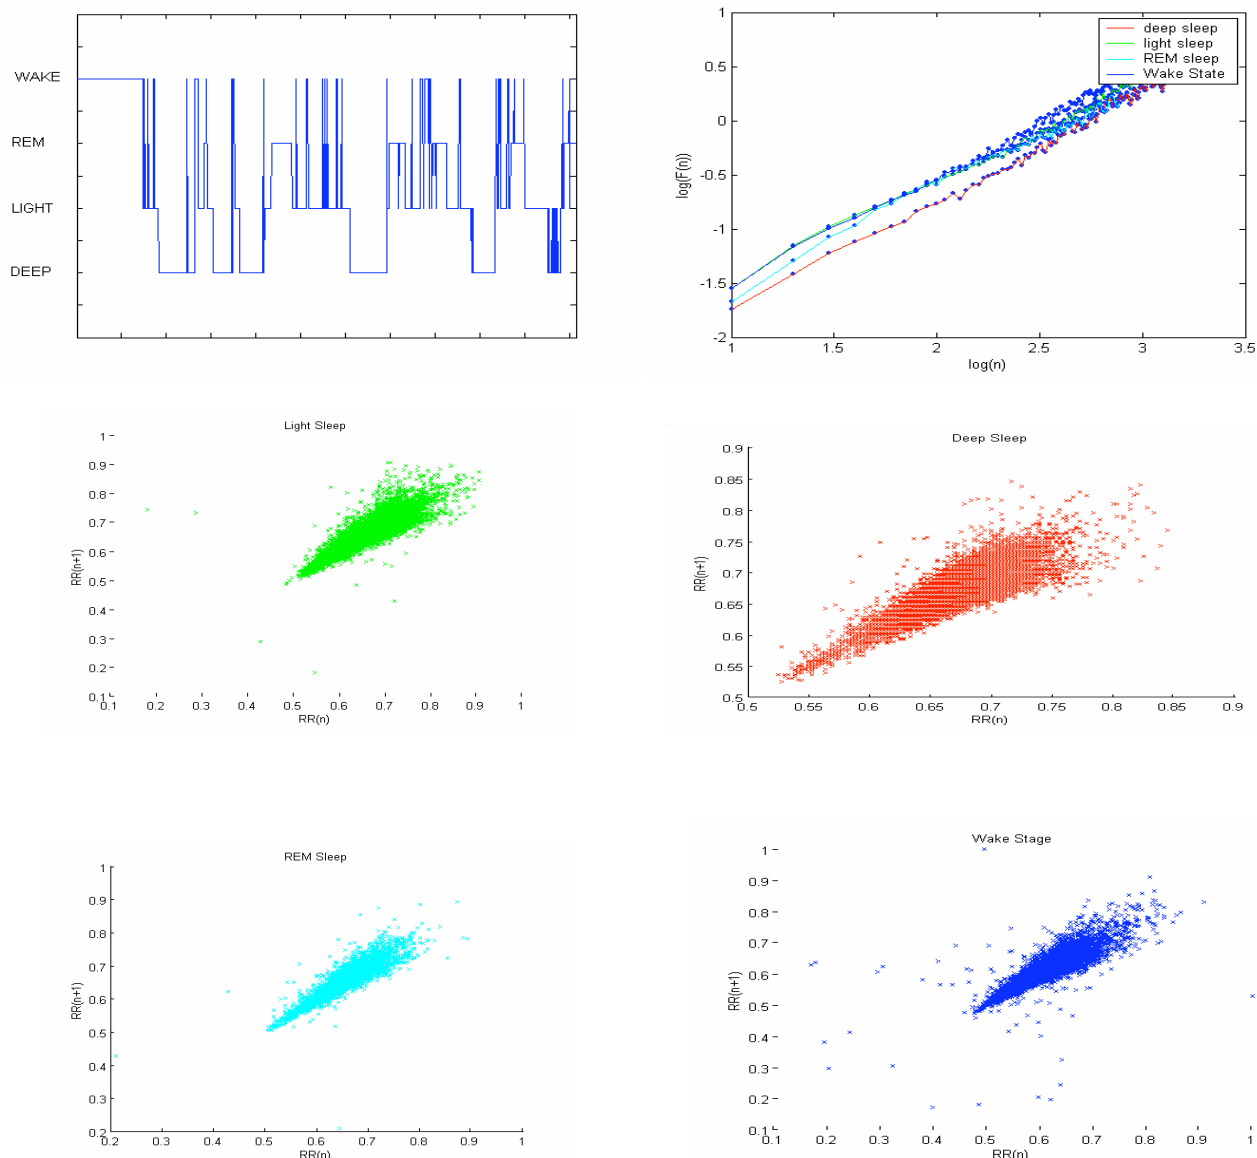 WAKE
REM
LIGHT
DEEP
1
0.5
0
-0.5
-1
-1.5
-2
log(F(n))
deep sleep
light sleep
REM sleep
Wake State
1
1.5
2
2.5
3
3.5
log(n)
Light Sleep
1
0.9
0.8
0.7
0.6
0.5
0.4
0.3
0.2
0.1
RR(n+1)
0.1 0.2 0.3 0.4 0.5 0.6 0.7 0.8 0.9 1
RR(n)
Deep Sleep
0.9
0.85
0.8
0.75
0.7
0.65
0.6
0.55
0.5
RR(n+1)
0.5 0.55 0.6 0.65 0.7 0.75 0.8 0.85 0.9
RR(n)
REM Sleep
1
0.9
0.8
0.7
0.6
0.5
0.4
0.3
0.2
RR(n+1)
0.2 0.3 0.4 0.5 0.6 0.7 0.8 0.9 1
RR(n)
Wake Stage
1
0.9
0.8
0.7
0.6
0.5
0.4
0.3
0.2
0.1
RR(n+1)
0.1 0.2 0.3 0.4 0.5 0.6 0.7 0.8 0.9 1
RR(n)